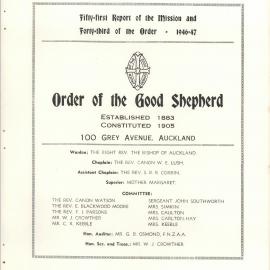 Fifty-first Report of the Mission and
Forty-third of the Order · 1946-47
Order of the Good Shepherd
ESTABLISHED 1883
CONSTITUTED 1905
100 GREY AVENUE, AUCKLAND
Warden: THE RIGHT REV. THE BISHOP OF AUCKLAND.
Chaplain: THE REV. CANON W. E. LUSH.
Assistant Chaplain: THE REV. S. B. R. CORBIN.
Superior: MOTHER MARGARET.
COMMITTEE:
THE REV. CANON WATSON
THE REV. E. BLACKWOOD MOORE
THE REV. F. I. PARSONS
MR. W. J. CROWTHER
MR. C. R. KEEBLE
SERGEANT JOHN SOUTHWORTH
MRS. SIMKIN
MRS. CAULTON
MRS. CARLTON HAY
MRS. KEEBLE
Hon. Auditor: MR. G. B. OSMOND, F.N.Z.A.A.
Hon. Sec. and Treas.: MR. W. J. CROWTHER